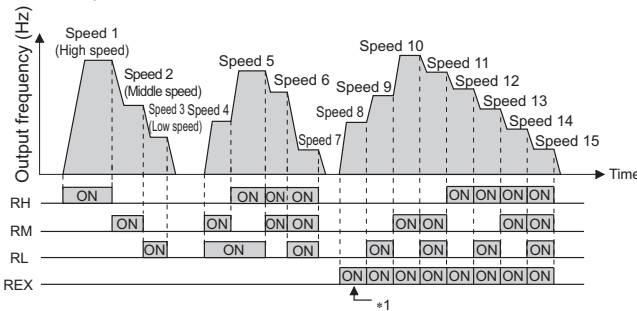 Output frequency (Hz)
Speed 1
(High speed)
Speed 2
(Middle speed)
Speed 3
(Low speed)
Speed 4
Speed 5
Speed 6
Speed 7
Speed 8
Speed 9
Speed 10
Speed 11
Speed 12
Speed 13
Speed 14
Speed 15
Time
RH ON ON ON ON ON ON ON ON
RM ON ON ON ON ON ON ON ON
RL ON ON ON ON ON ON ON
REX ON ON ON ON ON ON ON ON
*1